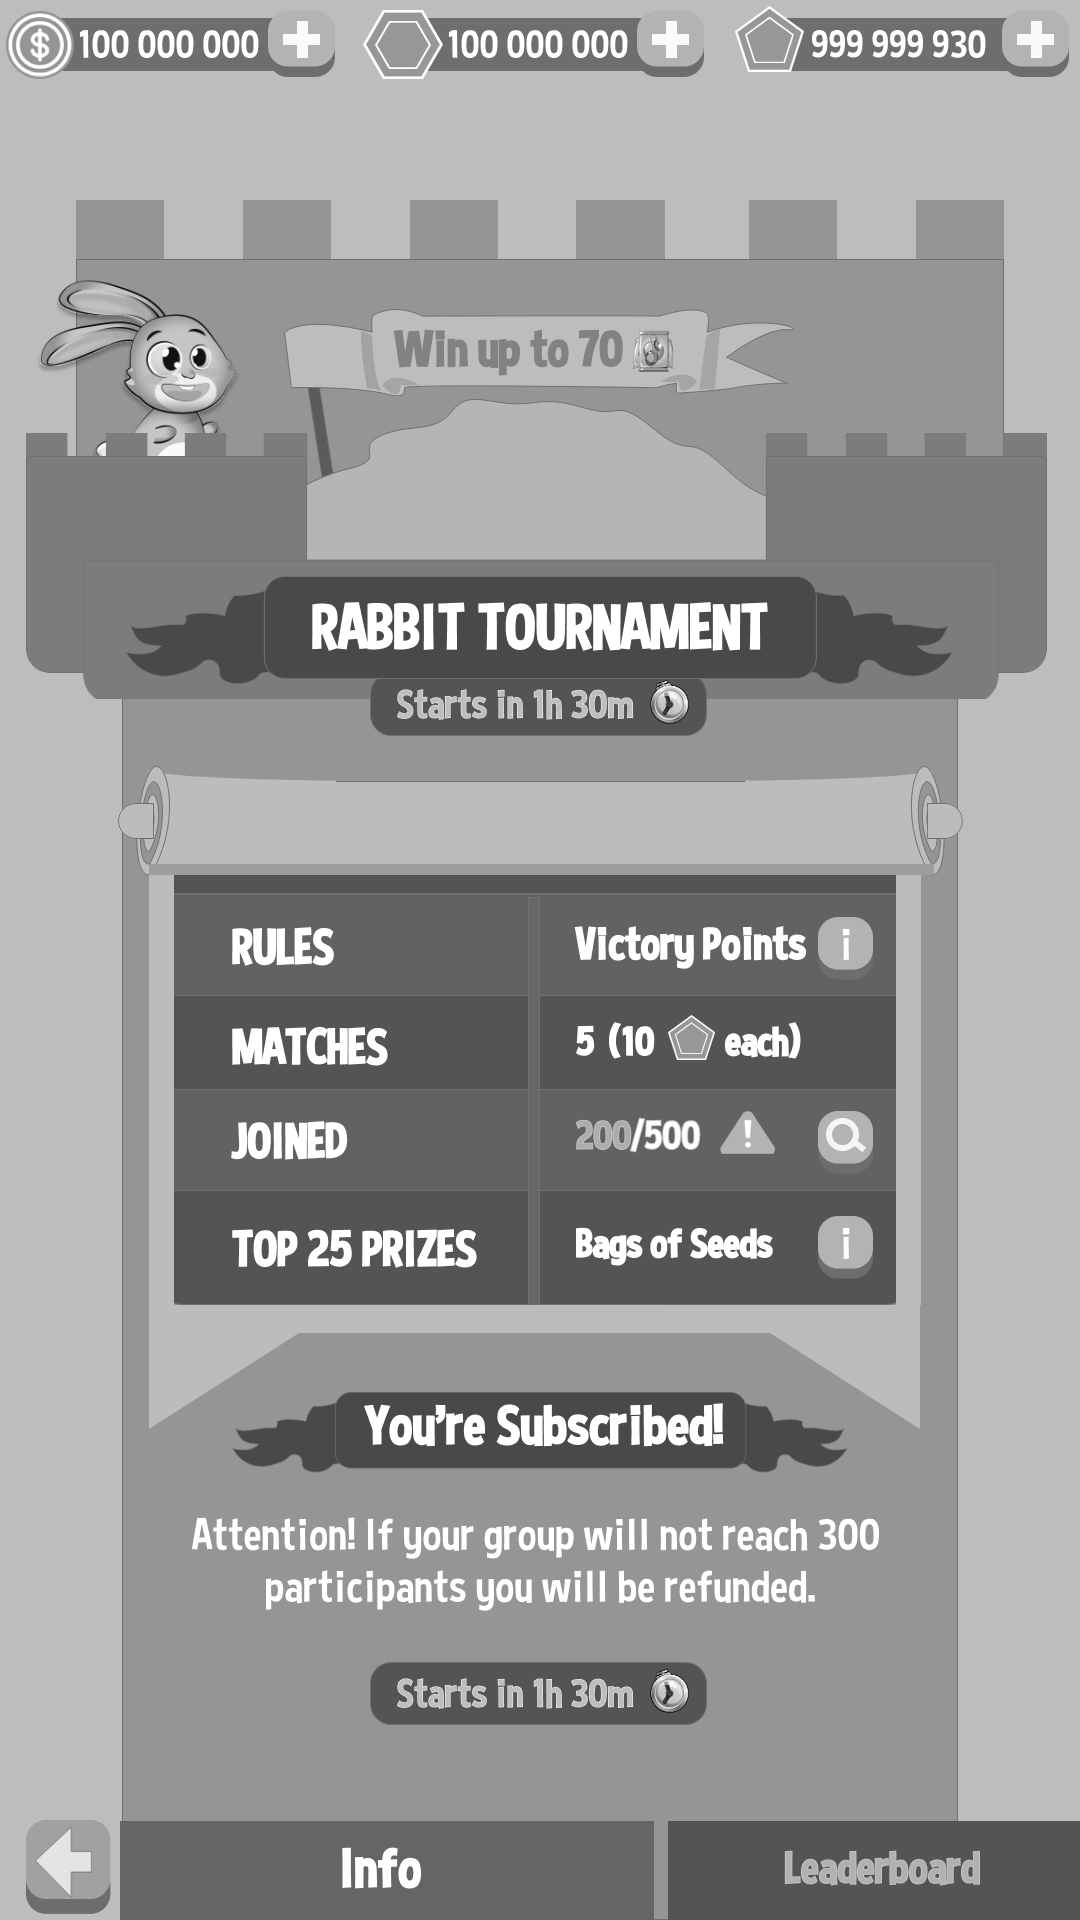 100 000 000 100 000 000 999 999 930
Win up to 70
RABBIT TOURNAMENT
Starts in 1h 30m
RULES Victory Points i
MATCHES 5 (10 each)
JOINED 200/500 !
TOP 25 PRIZES Bags of Seeds i
You're Subscribed!
Attention! If your group will not reach 300
participants you will be refunded.
Starts in 1h 30m
Info Leaderboard